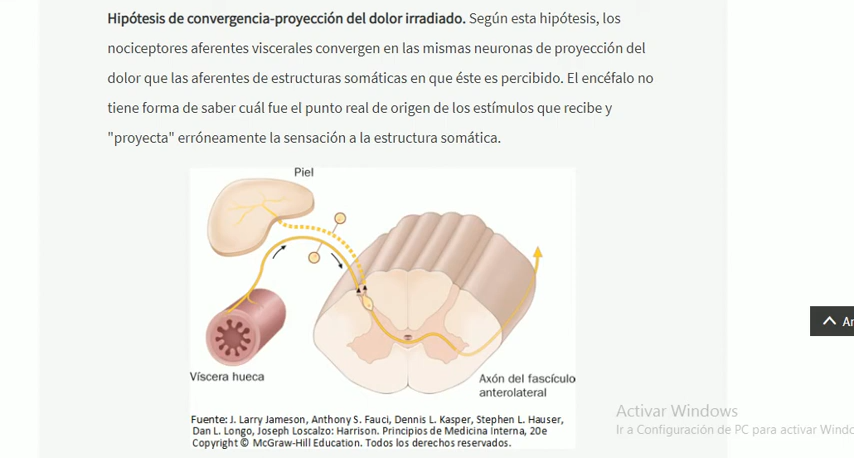 Hipótesis de convergencia-proyección del dolor irradiado. Según esta hipótesis, los
nociceptores aferentes viscerales convergen en las mismas neuronas de proyección del
dolor que las aferentes de estructuras somáticas en que éste es percibido. El encéfalo no
tiene forma de saber cuál fue el punto real de origen de los estímulos que recibe y
"proyecta" erróneamente la sensación a la estructura somática.
Piel
Víscera hueca
Axón del fascículo
anterolateral
Fuente: J. Larry Jameson, Anthony S. Fauci, Dennis L. Kasper, Stephen L. Hauser,
Dan L. Longo, Joseph Loscalzo: Harrison. Principios de Medicina Interna, 20e
Copyright © McGraw-Hill Education. Todos los derechos reservados.
Ar
Activar Windows
Ir a Configuración de PC para activar Windo